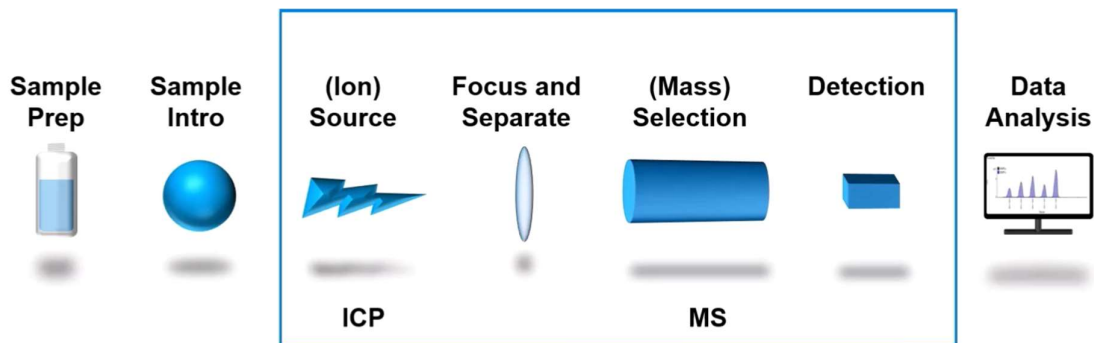 Sample
Prep
Sample
Intro
(Ion)
Source
Focus and
Separate
(Mass)
Selection
Detection
Data
Analysis
ICP
MS